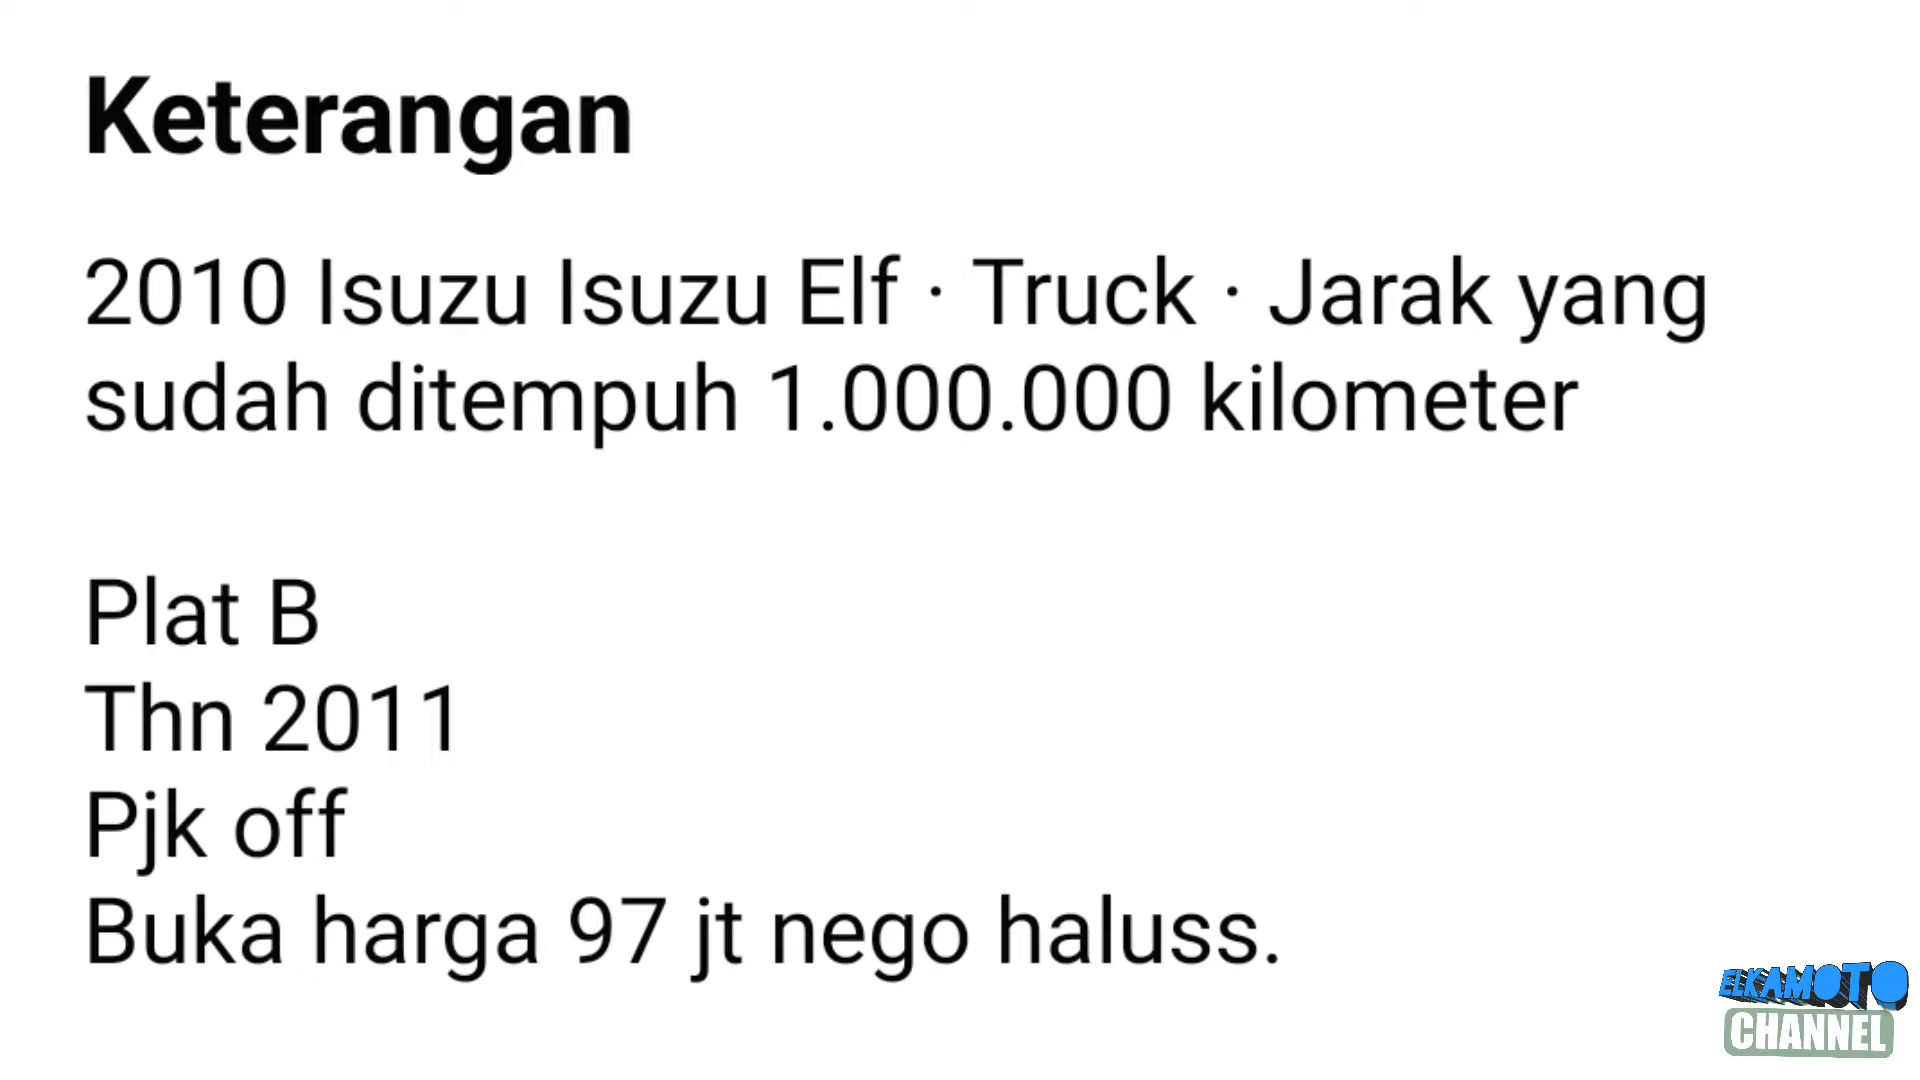 Keterangan
2010 Isuzu Isuzu Elf · Truck · Jarak yang
sudah ditempuh 1.000.000 kilometer
Plat B
Thn 2011
Pjk off
Buka harga 97 jt nego haluss.
ELKAMOTO
CHANNEL